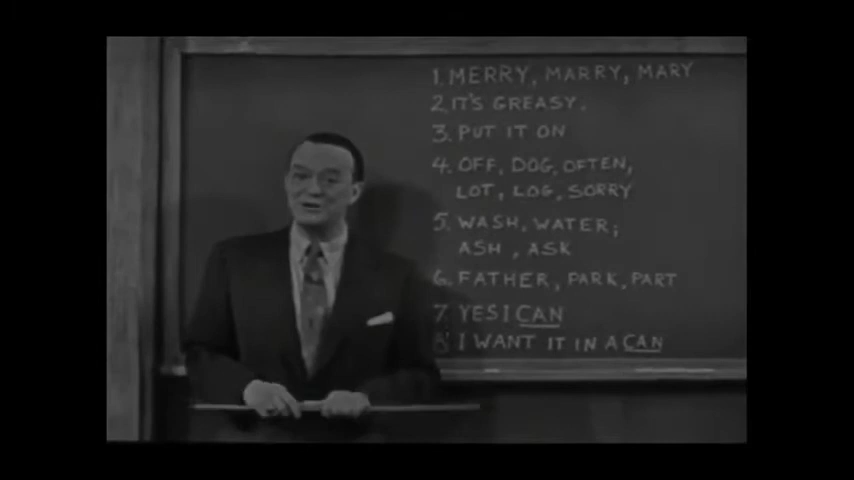 1. MERRY, MARRY, MARY
2. IT'S GREASY.
3. PUT IT ON
4. OFF, DOG, OFTEN,
LOT, LOG, SORRY
5. WASH, WATER;
ASH, ASK
6. FATHER, PARK, PART
7 YES I CAN
8 I WANT IT IN A CAN